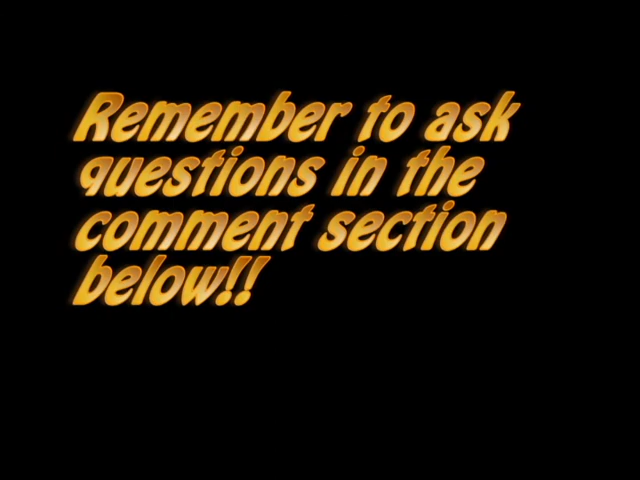 Remember to ask
questions in the
comment section
below!!